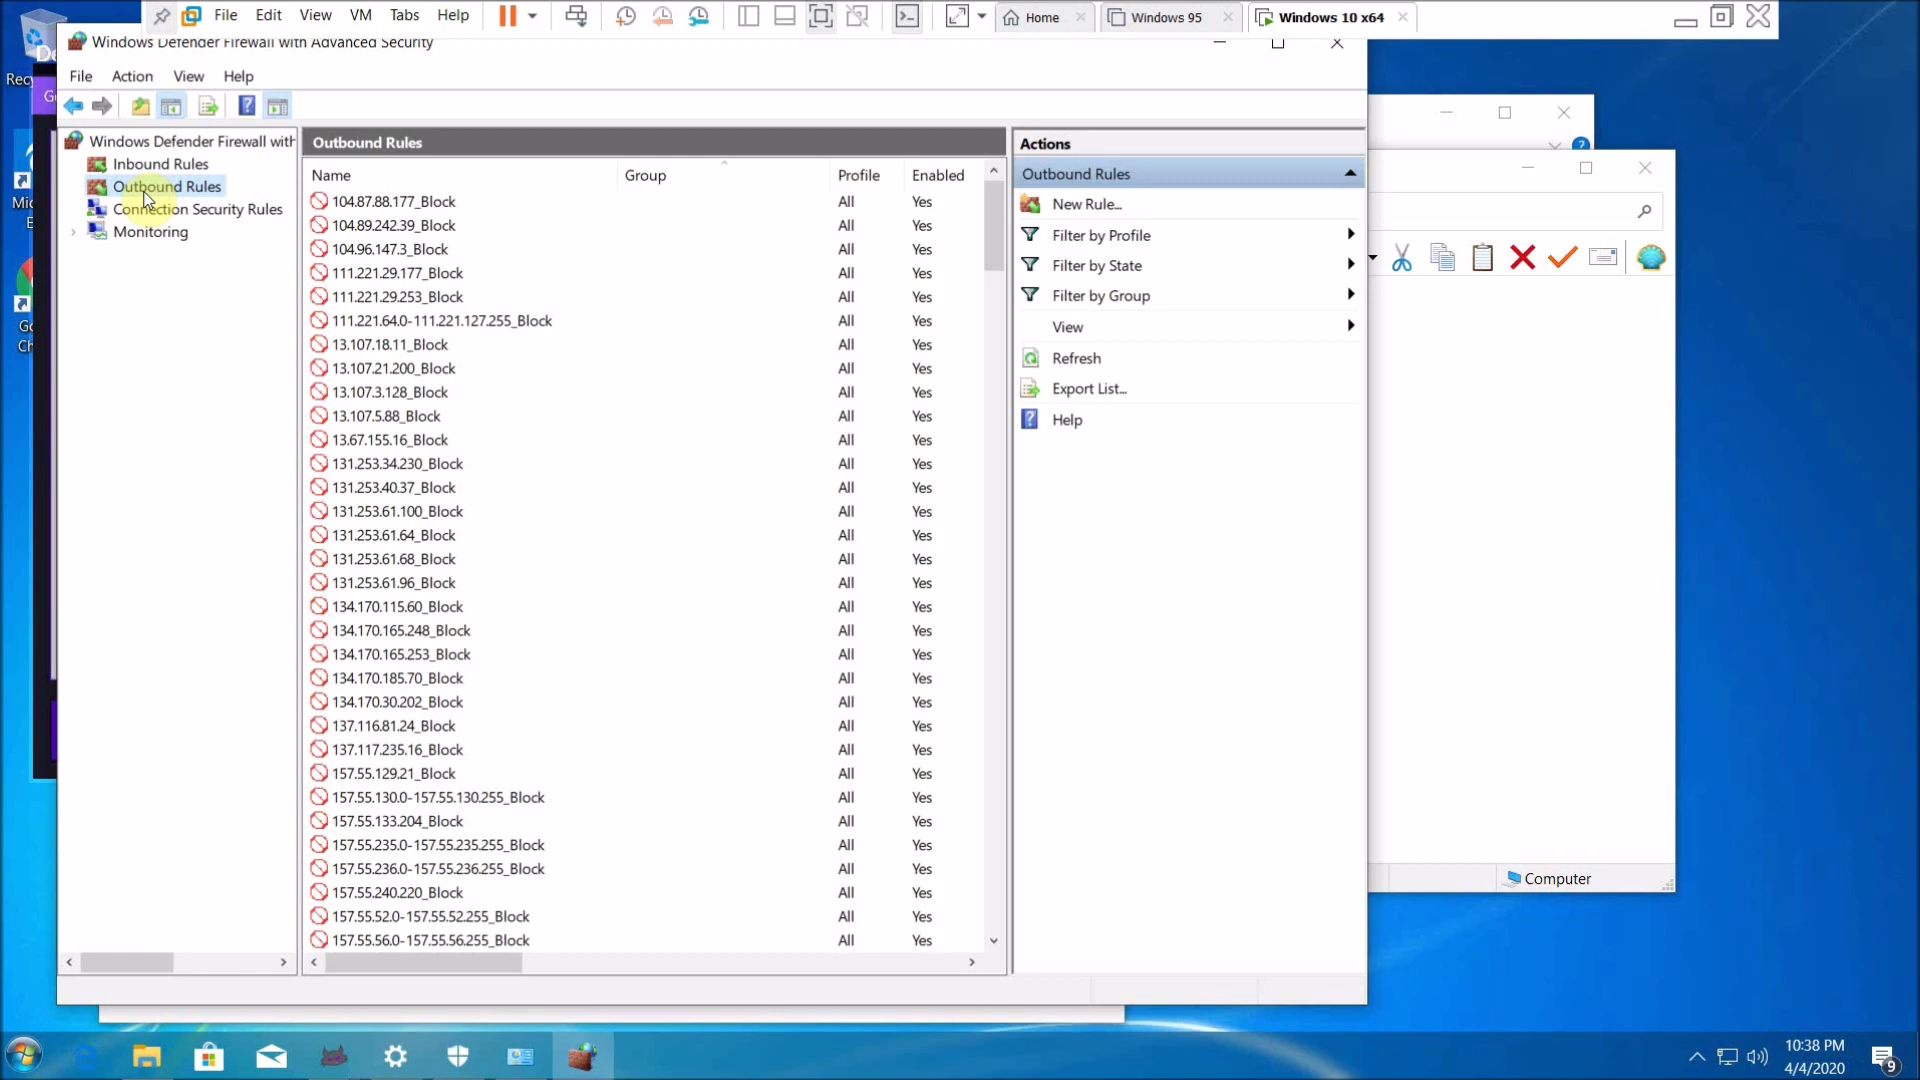 File Edit View VM Tabs Help
Home
Windows 95
Windows 10 x64
Windows Defender Firewall with Advanced Security
File Action View Help
Windows Defender Firewall with
Inbound Rules
Outbound Rules
Connection Security Rules
Monitoring
Outbound Rules
Name Group Profile Enabled
104.87.88.177_Block All Yes
104.89.242.39_Block All Yes
104.96.147.3_Block All Yes
111.221.29.177_Block All Yes
111.221.29.253_Block All Yes
111.221.64.0-111.221.127.255_Block All Yes
13.107.18.11_Block All Yes
13.107.21.200_Block All Yes
13.107.3.128_Block All Yes
13.107.5.88_Block All Yes
13.67.155.16_Block All Yes
131.253.34.230_Block All Yes
131.253.40.37_Block All Yes
131.253.61.100_Block All Yes
131.253.61.64_Block All Yes
131.253.61.68_Block All Yes
131.253.61.96_Block All Yes
134.170.115.60_Block All Yes
134.170.165.248_Block All Yes
134.170.165.253_Block All Yes
134.170.185.70_Block All Yes
134.170.30.202_Block All Yes
137.116.81.24_Block All Yes
137.117.235.16_Block All Yes
157.55.129.21_Block All Yes
157.55.130.0-157.55.130.255_Block All Yes
157.55.133.204_Block All Yes
157.55.235.0-157.55.235.255_Block All Yes
157.55.236.0-157.55.236.255_Block All Yes
157.55.240.220_Block All Yes
157.55.52.0-157.55.52.255_Block All Yes
157.55.56.0-157.55.56.255_Block All Yes
Actions
Outbound Rules
New Rule...
Filter by Profile
Filter by State
Filter by Group
View
Refresh
Export List...
Help
Computer
10:38 PM
4/4/2020
9